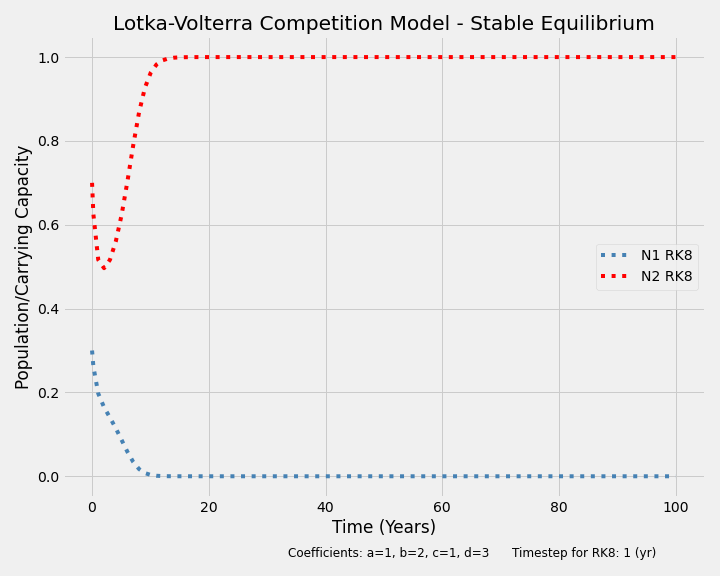 Lotka-Volterra Competition Model - Stable Equilibrium
Population/Carrying Capacity
1.0
0.8
0.6
0.4
0.2
0.0
N1 RK8
N2 RK8
0 20 40 60 80 100
Time (Years)
Coefficients: a=1, b=2, c=1, d=3 Timestep for RK8: 1 (yr)